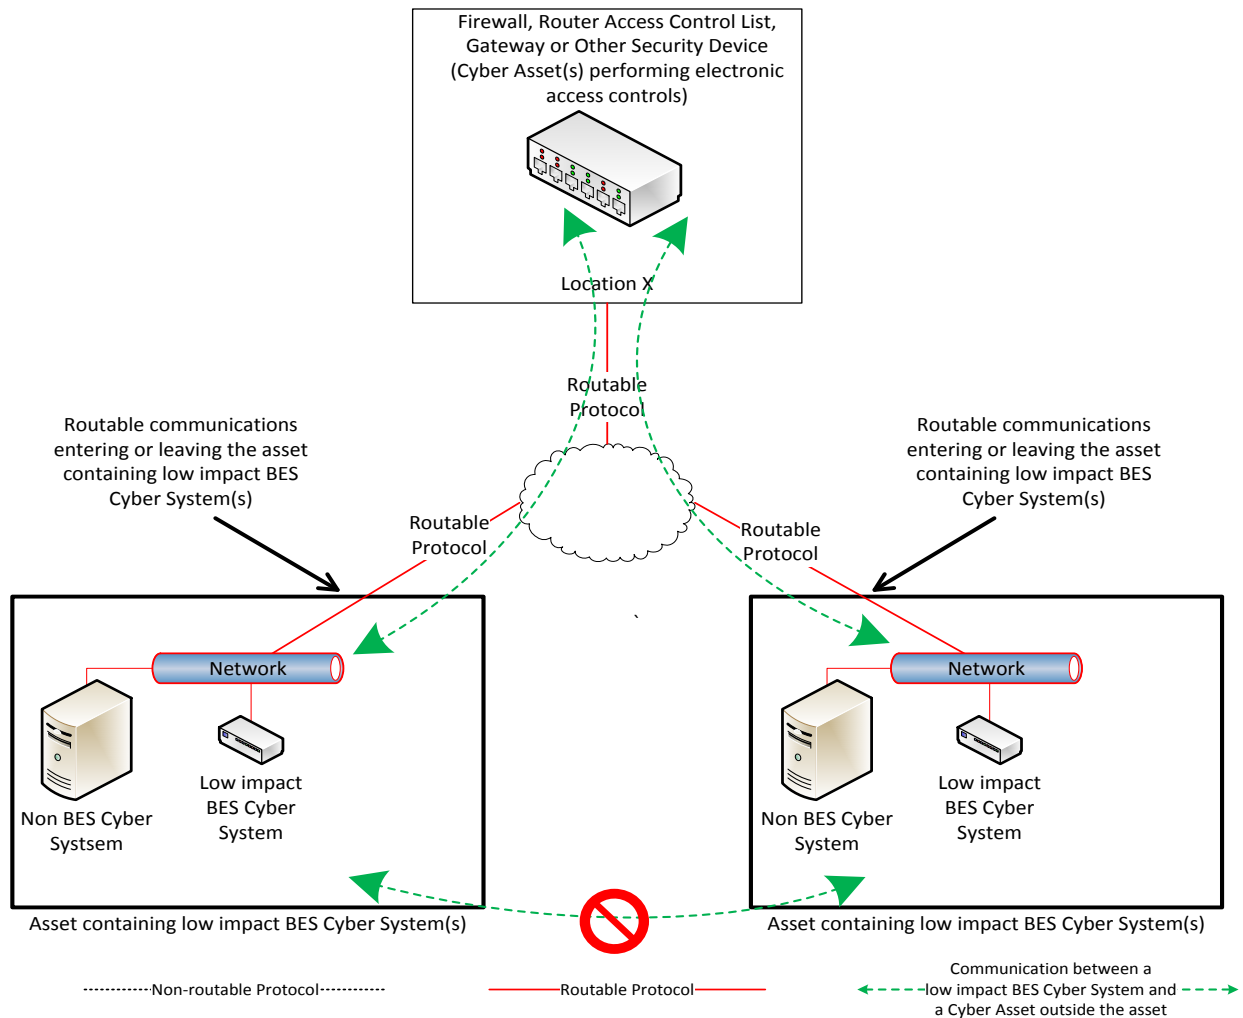 Firewall, Router Access Control List,
Gateway or Other Security Device
(Cyber Asset(s) performing electronic
access controls)
Location X
Routable
Protocol
Routable communications
entering or leaving the asset
containing low impact BES
Cyber System(s)
Routable communications
entering or leaving the asset
containing low impact BES
Cyber System(s)
Routable
Protocol
Routable
Protocol
Network
Non BES Cyber
Systsem
Low impact
BES Cyber
System
Network
Non BES Cyber
System
Low impact
BES Cyber
System
Asset containing low impact BES Cyber System(s)
Asset containing low impact BES Cyber System(s)
Non-routable Protocol
Routable Protocol
Communication between a
low impact BES Cyber System and
a Cyber Asset outside the asset